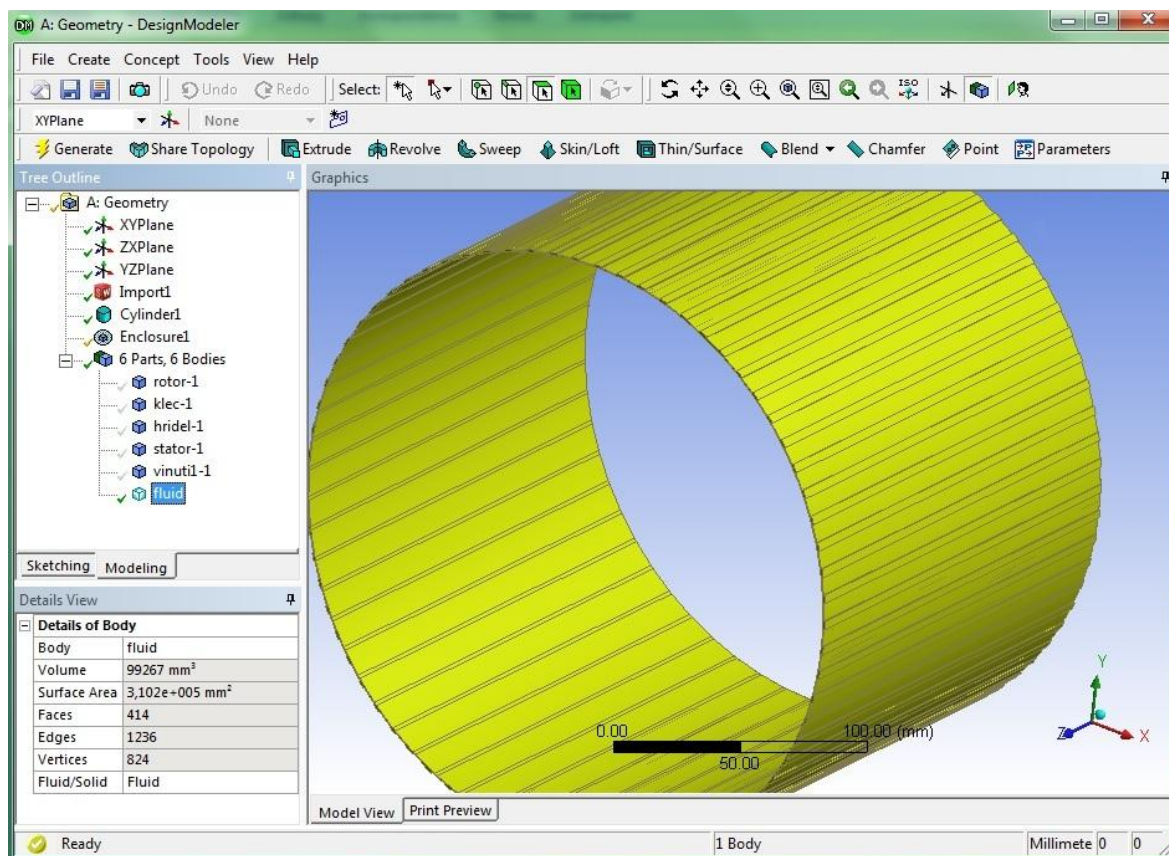 A: Geometry - DesignModeler
File Create Concept Tools View Help
Undo Redo Select: ISO
XYPlane None
Generate Share Topology Extrude Revolve Sweep Skin/Loft Thin/Surface Blend Chamfer Point Parameters
Tree Outline
A: Geometry
XYPlane
ZXPlane
YZPlane
Import1
Cylinder1
Enclosure1
6 Parts, 6 Bodies
rotor-1
klec-1
hridel-1
stator-1
vinuti1-1
fluid
Sketching Modeling
Details View
Details of Body
Body fluid
Volume 99267 mm³
Surface Area 3,102e+005 mm²
Faces 414
Edges 1236
Vertices 824
Fluid/Solid Fluid
Graphics
0.00 100.00 (mm)
50.00
Y
Z X
Model View Print Preview
Ready 1 Body Millimete 0 0